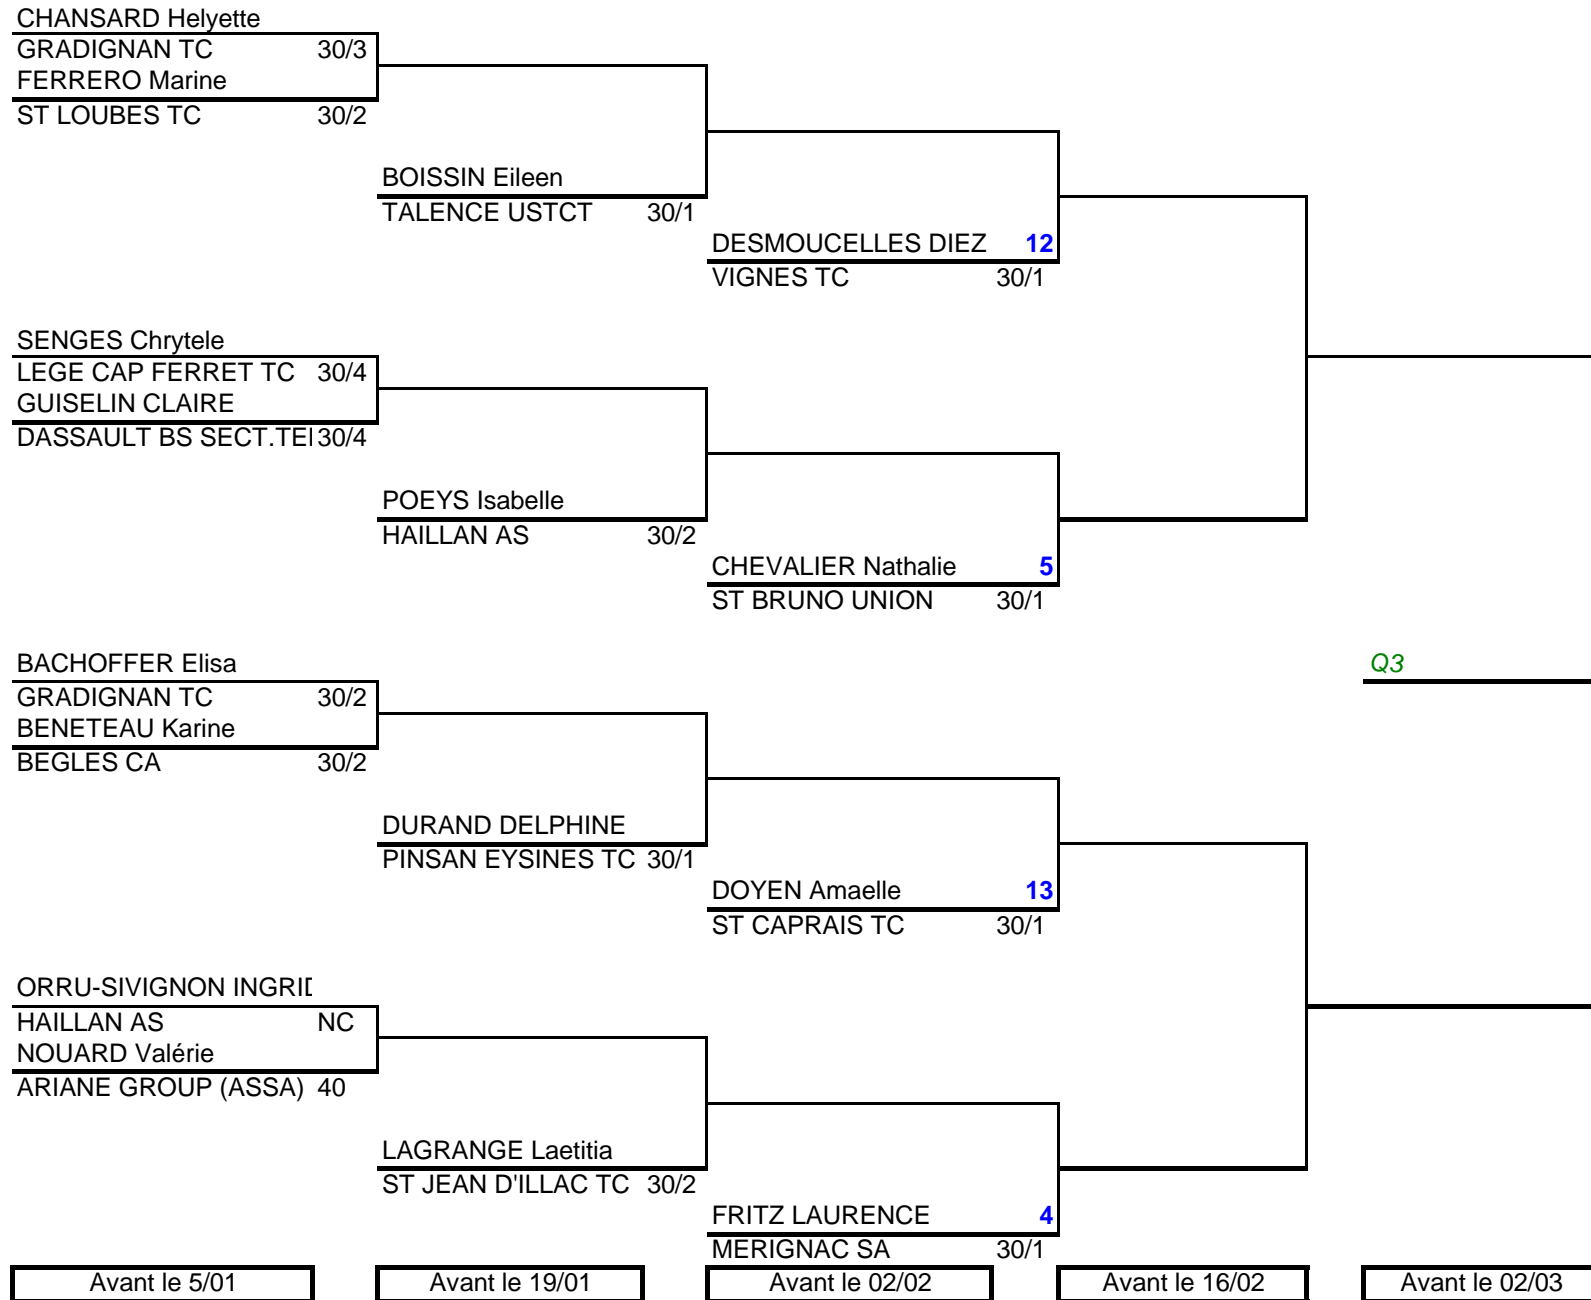 CHANSARD Helyette
GRADIGNAN TC 30/3
FERRERO Marine
ST LOUBES TC 30/2
BOISSIN Eileen
TALENCE USTCT 30/1
DESMOUCELLES DIEZ 12
VIGNES TC 30/1
SENGES Chrytele
LEGE CAP FERRET TC 30/4
GUISELIN CLAIRE
DASSAULT BS SECT.TEI 30/4
POEYS Isabelle
HAILLAN AS 30/2
CHEVALIER Nathalie 5
ST BRUNO UNION 30/1
BACHOFFER Elisa
Q3
GRADIGNAN TC 30/2
BENETEAU Karine
BEGLES CA 30/2
DURAND DELPHINE
PINSAN EYSINES TC 30/1
DOYEN Amaelle 13
ST CAPRAIS TC 30/1
ORRU-SIVIGNON INGRID
HAILLAN AS NC
NOUARD Valérie
ARIANE GROUP (ASSA) 40
LAGRANGE Laetitia
ST JEAN D'ILLAC TC 30/2
FRITZ LAURENCE 4
MERIGNAC SA 30/1
Avant le 5/01 Avant le 19/01 Avant le 02/02 Avant le 16/02 Avant le 02/03